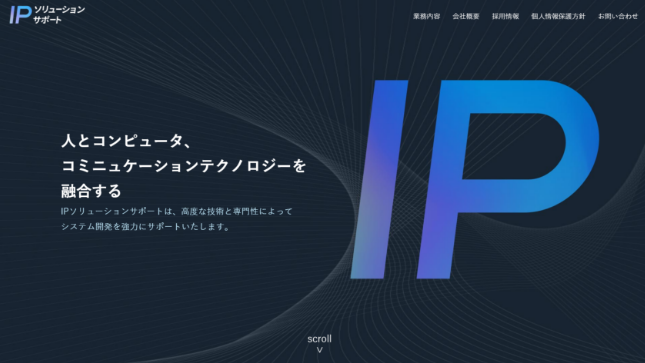 IPソリューション
サポート
業務内容 会社概要 採用情報 個人情報保護方針 お問い合わせ
IP
人とコンピュータ、
コミニュケーションテクノロジーを
融合する
IPソリューションサポートは、高度な技術と専門性によって
システム開発を強力にサポートいたします。
scroll